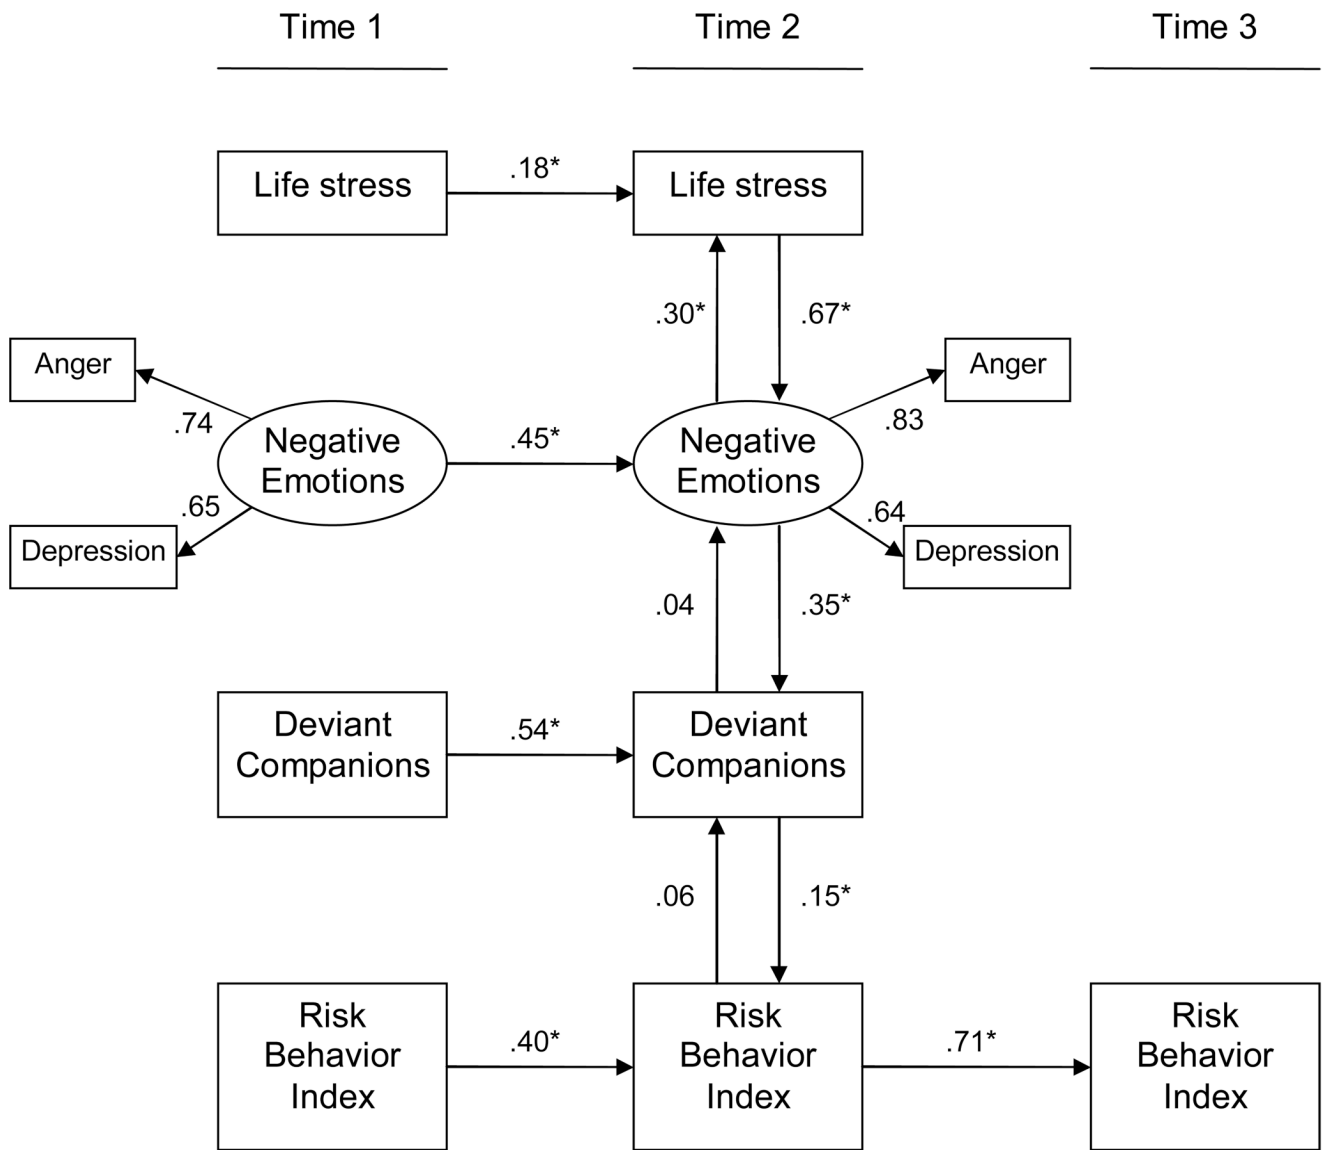 Time 1
Time 2
Time 3
Life stress
.18*
Life stress
.30*
.67*
Anger
.74
Negative
Emotions
.45*
Negative
Emotions
Anger
.83
.65
Depression
.64
Depression
.04
.35*
Deviant
Companions
.54*
Deviant
Companions
.06
.15*
Risk
Behavior
Index
.40*
Risk
Behavior
Index
.71*
Risk
Behavior
Index